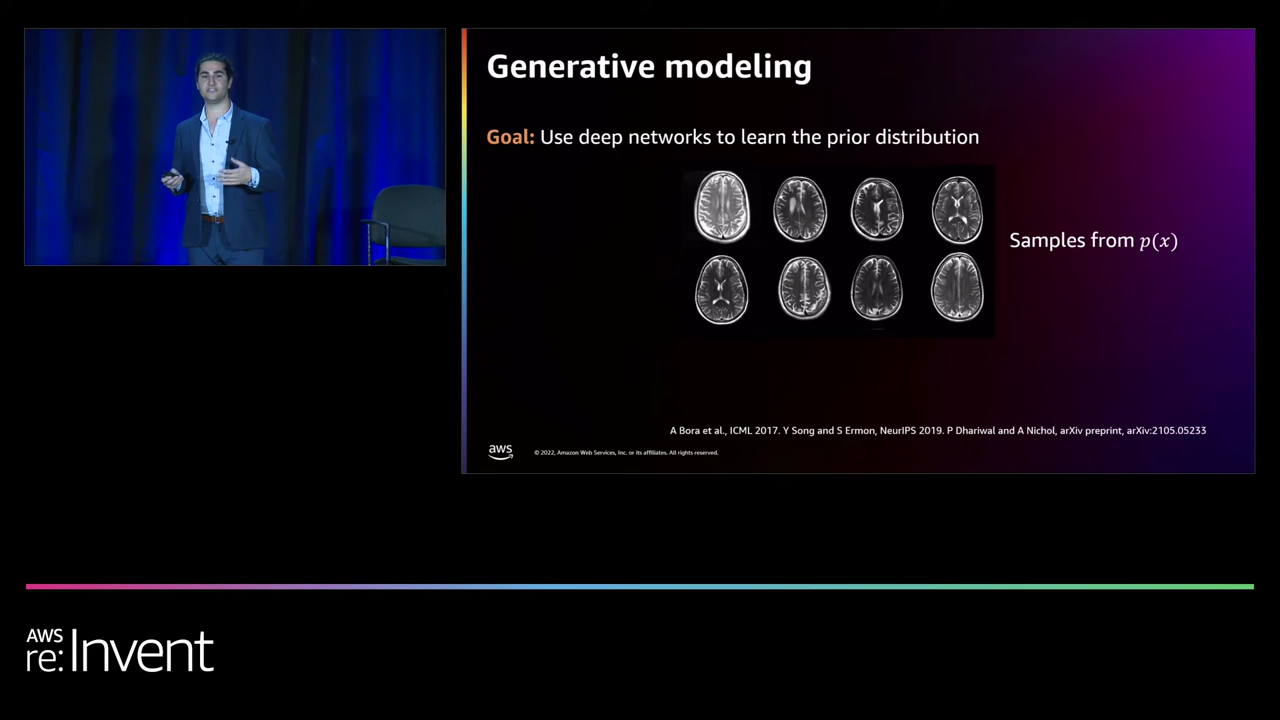 Generative modeling
Goal: Use deep networks to learn the prior distribution
Samples from p(x)
A Bora et al., ICML 2017. Y Song and S Ermon, NeurIPS 2019. P Dhariwal and A Nichol, arXiv preprint, arXiv:2105.05233
aws
© 2022, Amazon Web Services, Inc. or its affiliates. All rights reserved.
AWS
re:Invent